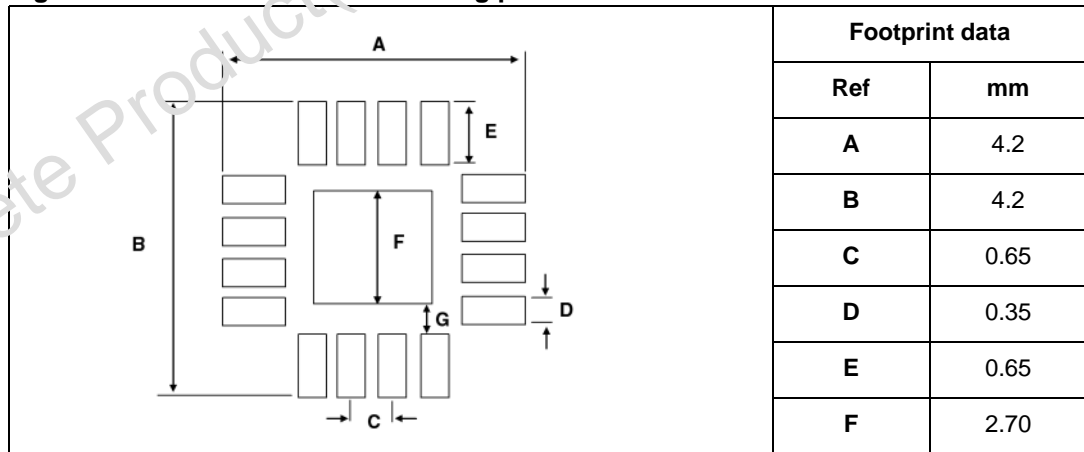 A
B
C
D
E
F
G
Footprint data
Ref mm
A 4.2
B 4.2
C 0.65
D 0.35
E 0.65
F 2.70